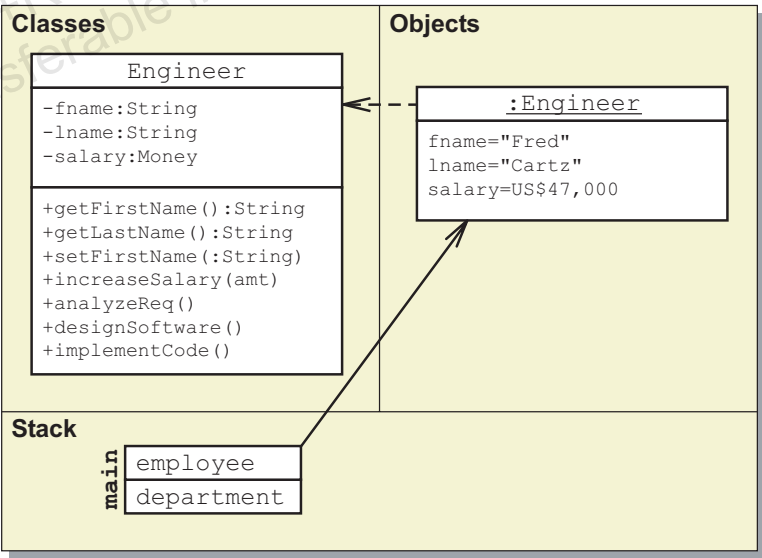 Classes
Engineer
-fname:String
-lname:String
-salary:Money
+getFirstName():String
+getLastName():String
+setFirstName(:String)
+increaseSalary(amt)
+analyzeReq()
+designSoftware()
+implementCode()
Objects
:Engineer
fname="Fred"
lname="Cartz"
salary=US$47,000
Stack
main
employee
department